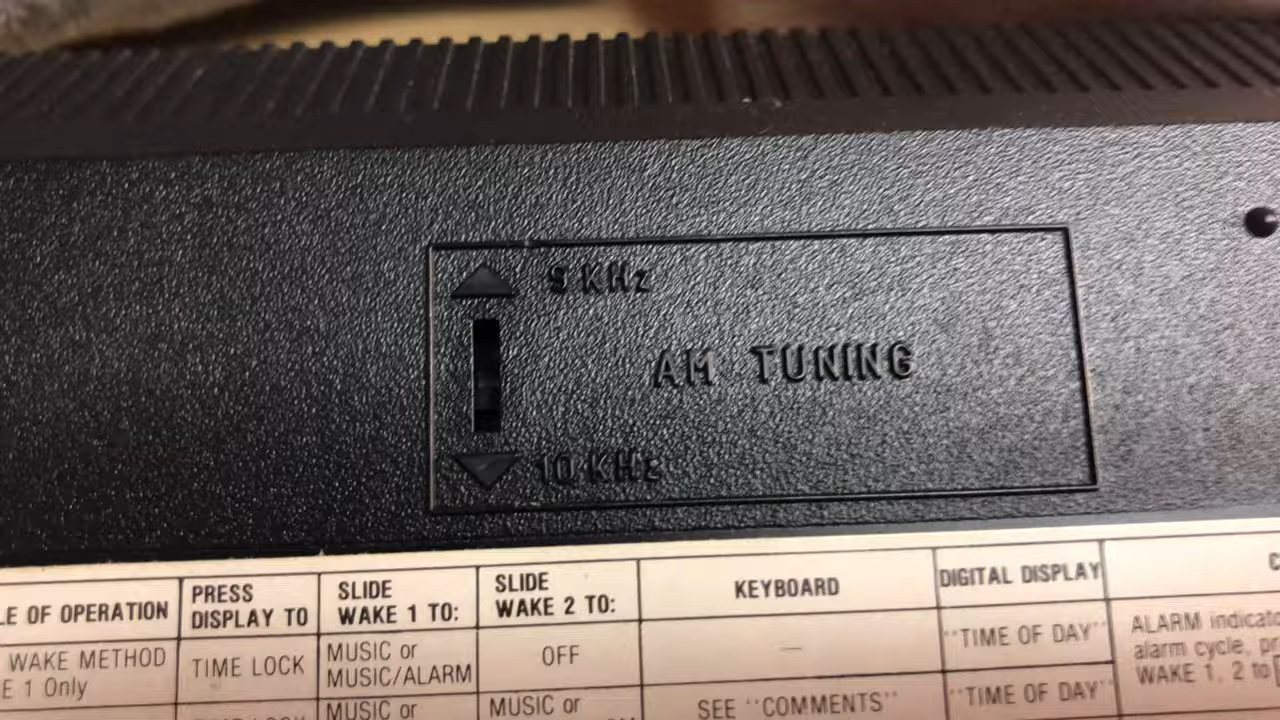 9 KHz
AM TUNING
10 KHz
LE OF OPERATION
PRESS
DISPLAY TO
SLIDE
WAKE 1 TO:
SLIDE
WAKE 2 TO:
KEYBOARD
DIGITAL DISPLAY
WAKE METHOD
E 1 Only
TIME LOCK
MUSIC or
MUSIC/ALARM
OFF
—
"TIME OF DAY"
ALARM indicato
alarm cycle, pr
WAKE 1, 2 to
MUSIC or
MUSIC or
SEE "COMMENTS"
"TIME OF DAY"